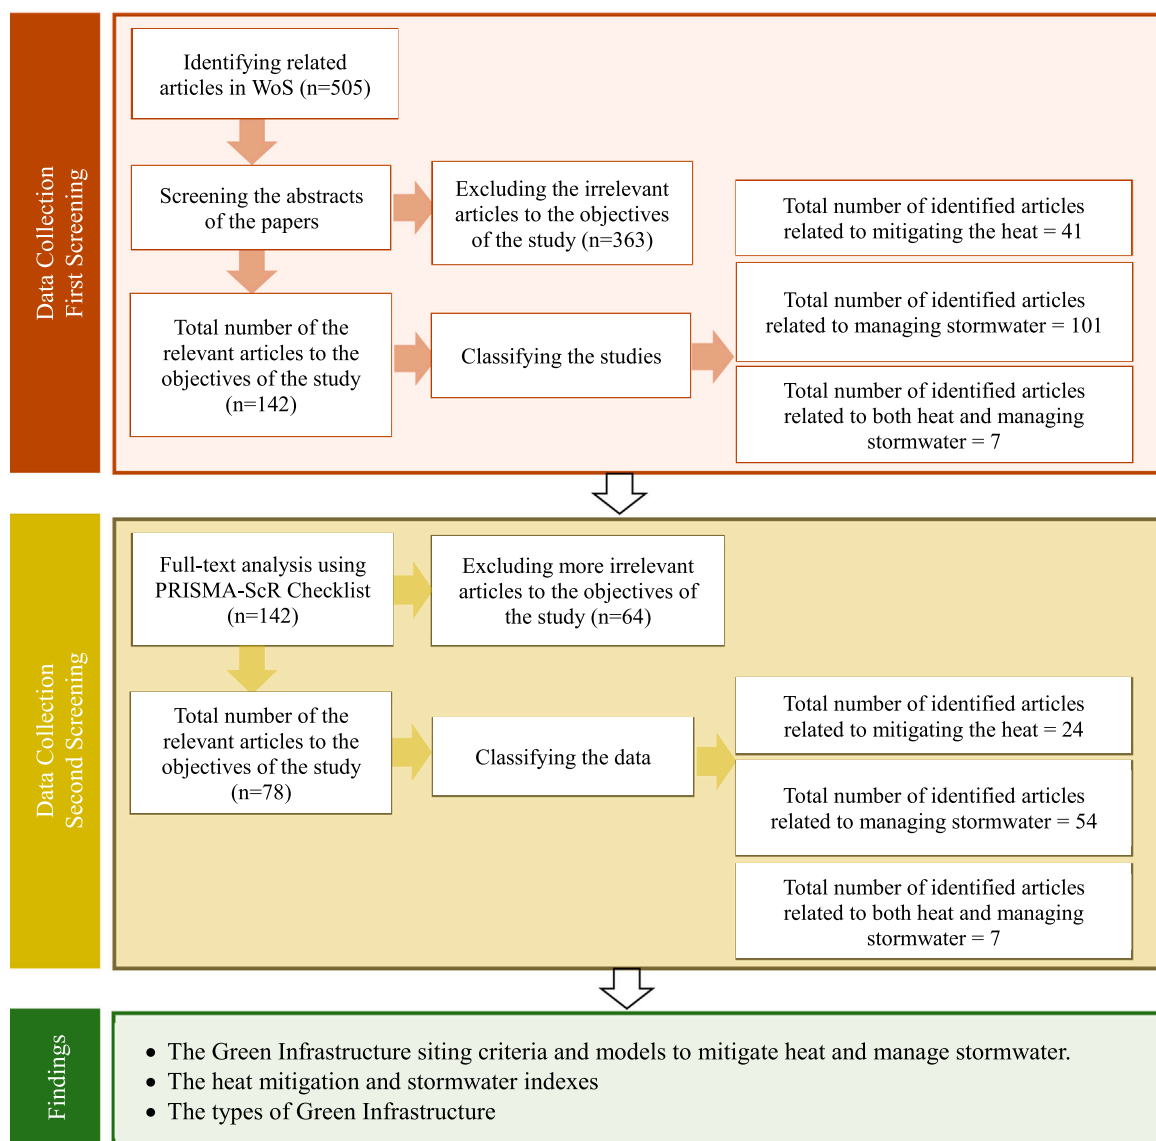 Data Collection
First Screening
Identifying related
articles in WoS (n=505)
Screening the abstracts
of the papers
Excluding the irrelevant
articles to the objectives
of the study (n=363)
Total number of the
relevant articles to the
objectives of the study
(n=142)
Classifying the studies
Total number of identified articles
related to mitigating the heat = 41
Total number of identified articles
related to managing stormwater = 101
Total number of identified articles
related to both heat and managing
stormwater = 7
Data Collection
Second Screening
Full-text analysis using
PRISMA-ScR Checklist
(n=142)
Excluding more irrelevant
articles to the objectives of
the study (n=64)
Total number of the
relevant articles to the
objectives of the study
(n=78)
Classifying the data
Total number of identified articles
related to mitigating the heat = 24
Total number of identified articles
related to managing stormwater = 54
Total number of identified articles
related to both heat and managing
stormwater = 7
Findings
• The Green Infrastructure siting criteria and models to mitigate heat and manage stormwater.
• The heat mitigation and stormwater indexes
• The types of Green Infrastructure